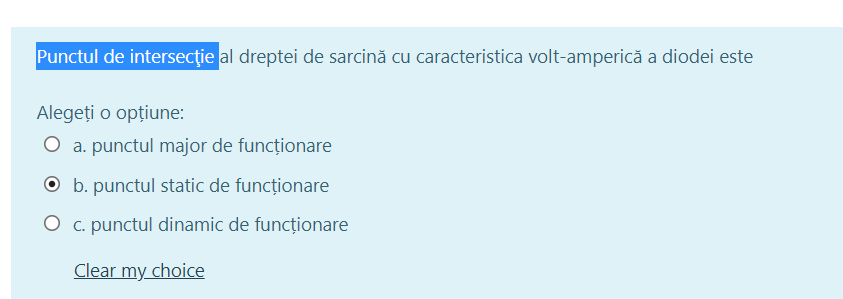 Punctul de intersecţie al dreptei de sarcină cu caracteristica volt-amperică a diodei este
Alegeți o opțiune:
a. punctul major de funcționare
b. punctul static de funcționare
c. punctul dinamic de funcționare
Clear my choice